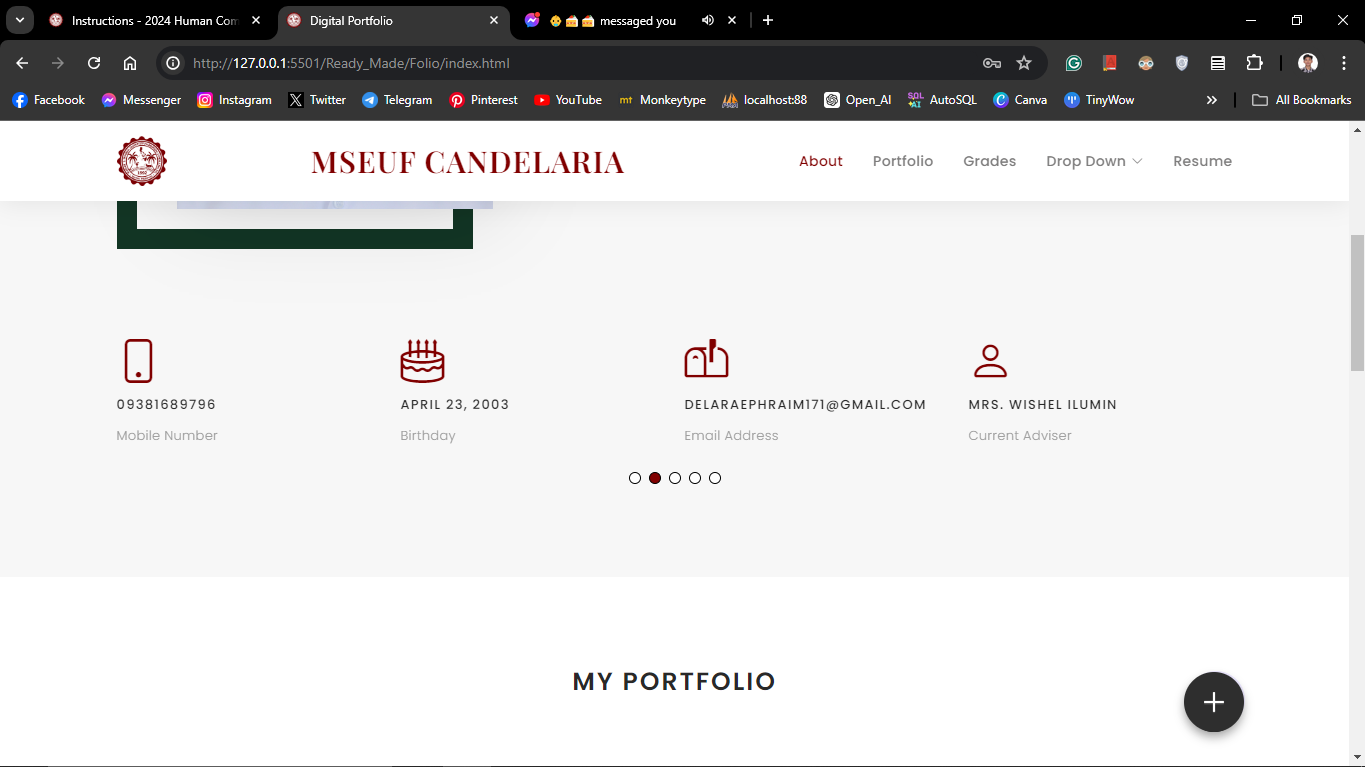 Instructions - 2024 Human Com
Digital Portfolio
👴🍰🍰 messaged you
http://127.0.0.1:5501/Ready_Made/Folio/index.html
Facebook
Messenger
Instagram
Twitter
Telegram
Pinterest
YouTube
mt Monkeytype
localhost:88
Open_AI
SQL AI AutoSQL
Canva
TinyWow
All Bookmarks
MSEUF CANDELARIA
About
Portfolio
Grades
Drop Down
Resume
09381689796
Mobile Number
APRIL 23, 2003
Birthday
DELARAEPHRAIM171@GMAIL.COM
Email Address
MRS. WISHEL ILUMIN
Current Adviser
MY PORTFOLIO